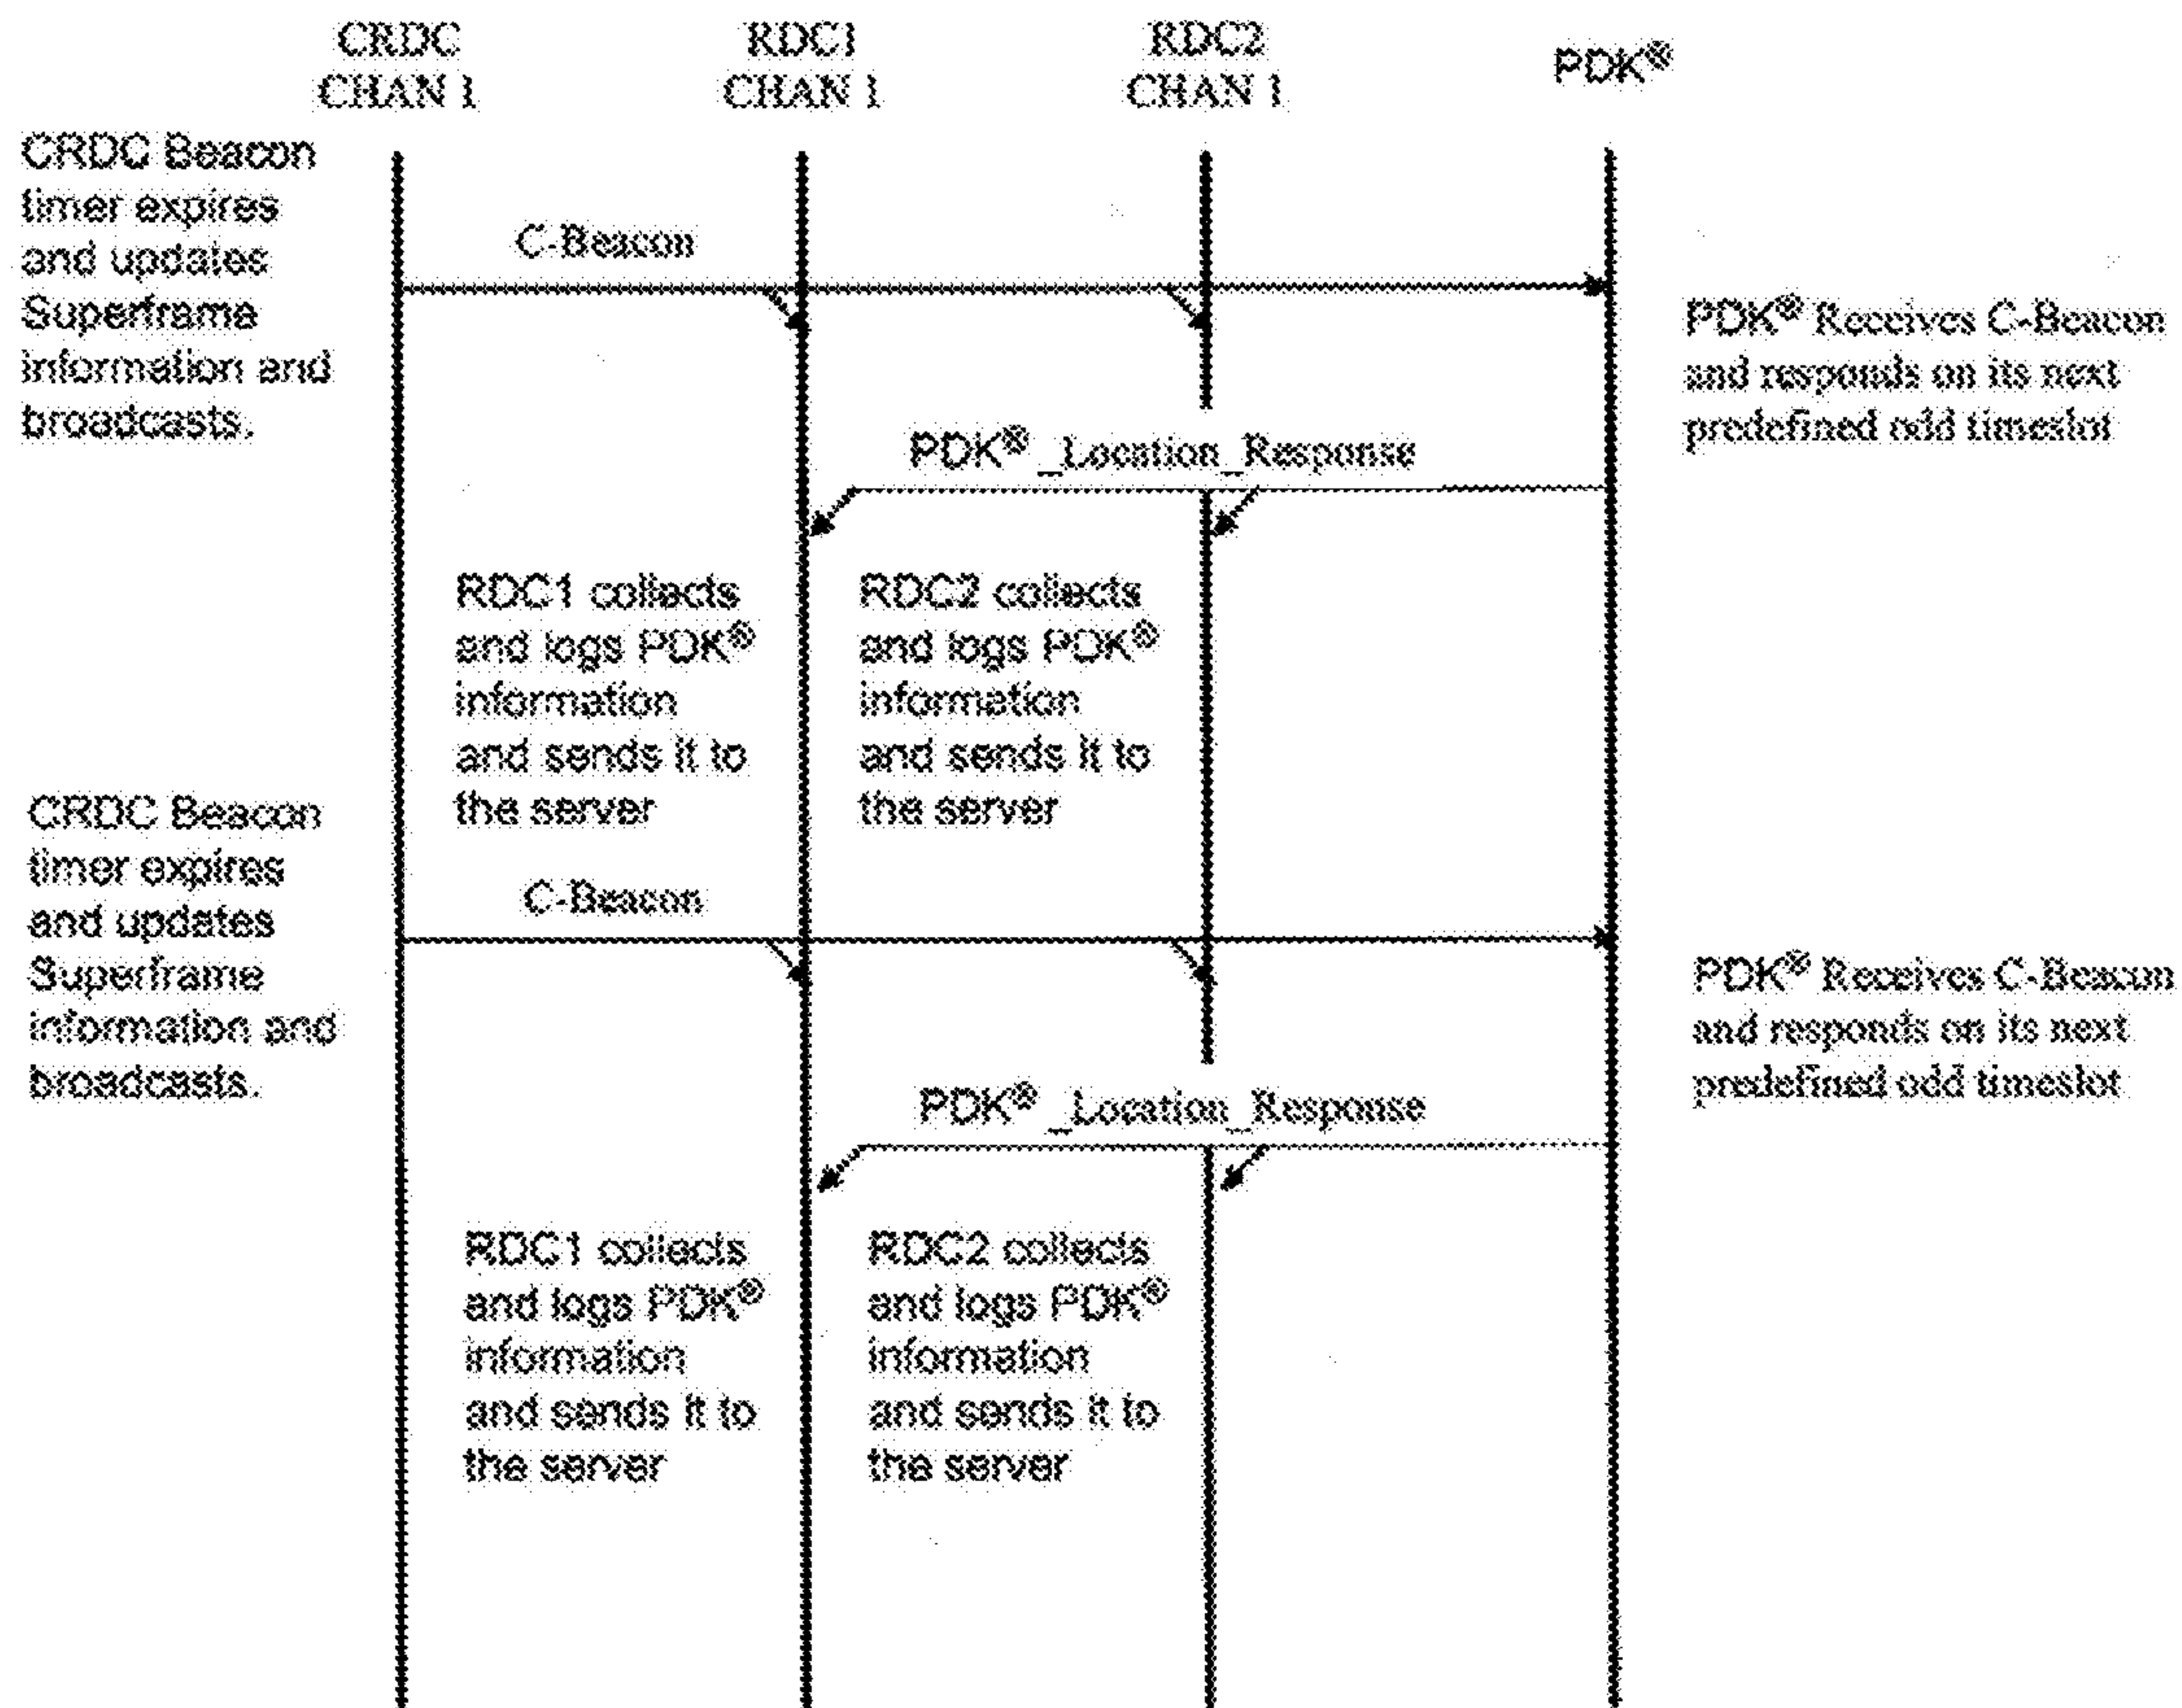 CRDC
CHAN 1
RDC1
CHAN 1
RDC2
CHAN 1
PDK®
CRDC Beacon
timer expires
and updates
Superframe
information and
broadcasts.
C-Beacon
PDK® Receives C-Beacon
and responds on its next
predefined odd timeslot
PDK® _Location_Response
RDC1 collects
and logs PDK®
information
and sends it to
the server
RDC2 collects
and logs PDK®
information
and sends it to
the server
CRDC Beacon
timer expires
and updates
Superframe
information and
broadcasts.
C-Beacon
PDK® Receives C-Beacon
and responds on its next
predefined odd timeslot
PDK® _Location_Response
RDC1 collects
and logs PDK®
information
and sends it to
the server
RDC2 collects
and logs PDK®
information
and sends it to
the server